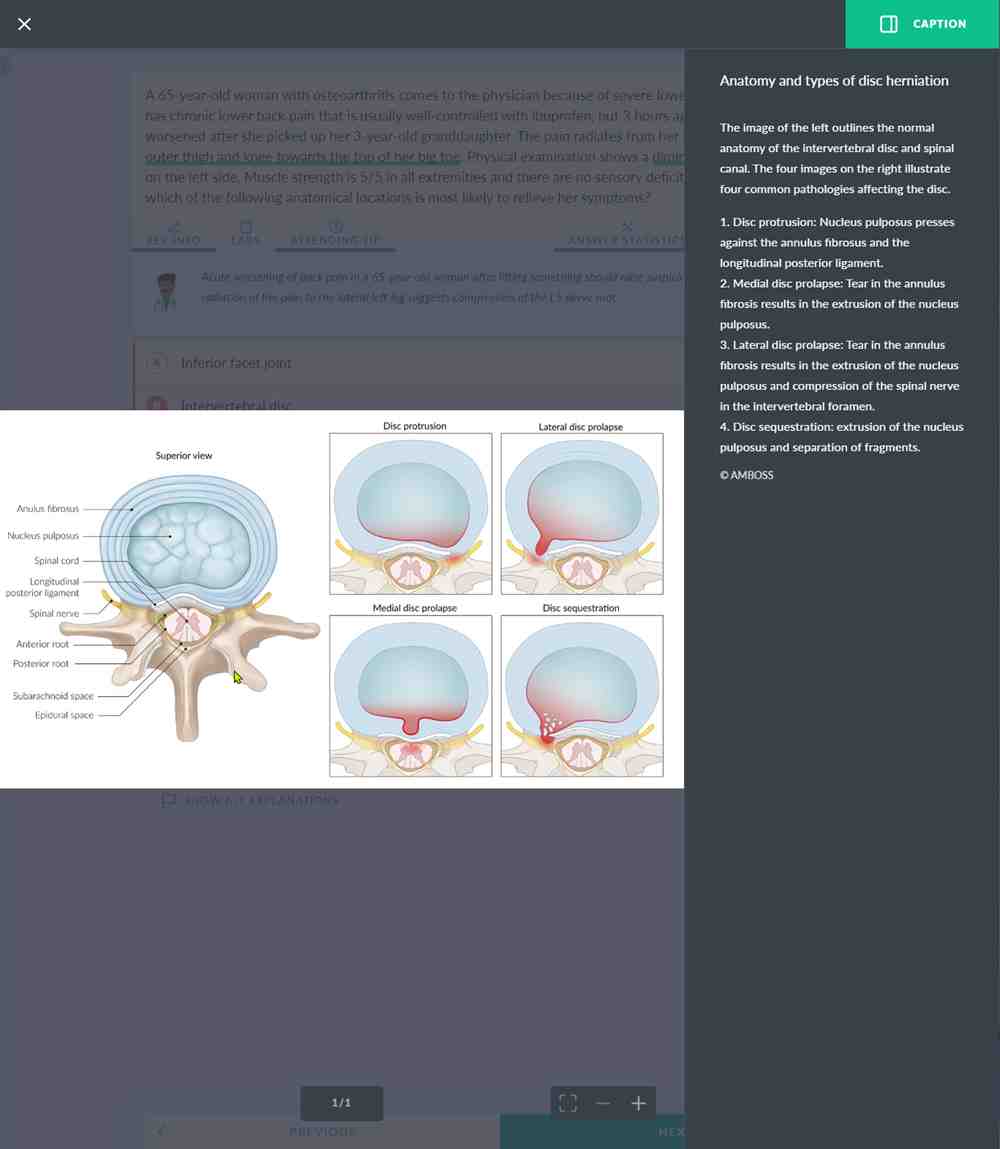 CAPTION
A 65-year-old woman with osteoarthritis comes to the physician because of severe lowe
has chronic lower back pain that is usually well-controlled with ibuprofen, but 3 hours a
worsened after she picked up her 3-year-old granddaughter. The pain radiates from her
outer thigh and knee towards the top of her big toe. Physical examination shows a dimin
on the left side. Muscle strength is 5/5 in all extremities and there are no sensory deficit
which of the following anatomical locations is most likely to relieve her symptoms?
KEY INFO LABS ATTENDING TIP ANSWER STATISTICS
Acute worsening of back pain in a 65-year-old woman after lifting something should raise suspicio
radiation of the pain to the lateral left leg suggests compression of the L5 nerve root.
A Inferior facet joint
Intervertebral disc
Superior view
Anulus fibrosus
Nucleus pulposus
Spinal cord
Longitudinal
posterior ligament
Spinal nerve
Anterior root
Posterior root
Subarachnoid space
Epidural space
Disc protrusion
Lateral disc prolapse
Medial disc prolapse
Disc sequestration
EXPLANATIONS
1/1
PREVIOUS
NEX
Anatomy and types of disc herniation
The image of the left outlines the normal
anatomy of the intervertebral disc and spinal
canal. The four images on the right illustrate
four common pathologies affecting the disc.
1. Disc protrusion: Nucleus pulposus presses
against the annulus fibrosus and the
longitudinal posterior ligament.
2. Medial disc prolapse: Tear in the annulus
fibrosis results in the extrusion of the nucleus
pulposus.
3. Lateral disc prolapse: Tear in the annulus
fibrosis results in the extrusion of the nucleus
pulposus and compression of the spinal nerve
in the intervertebral foramen.
4. Disc sequestration: extrusion of the nucleus
pulposus and separation of fragments.
© AMBOSS